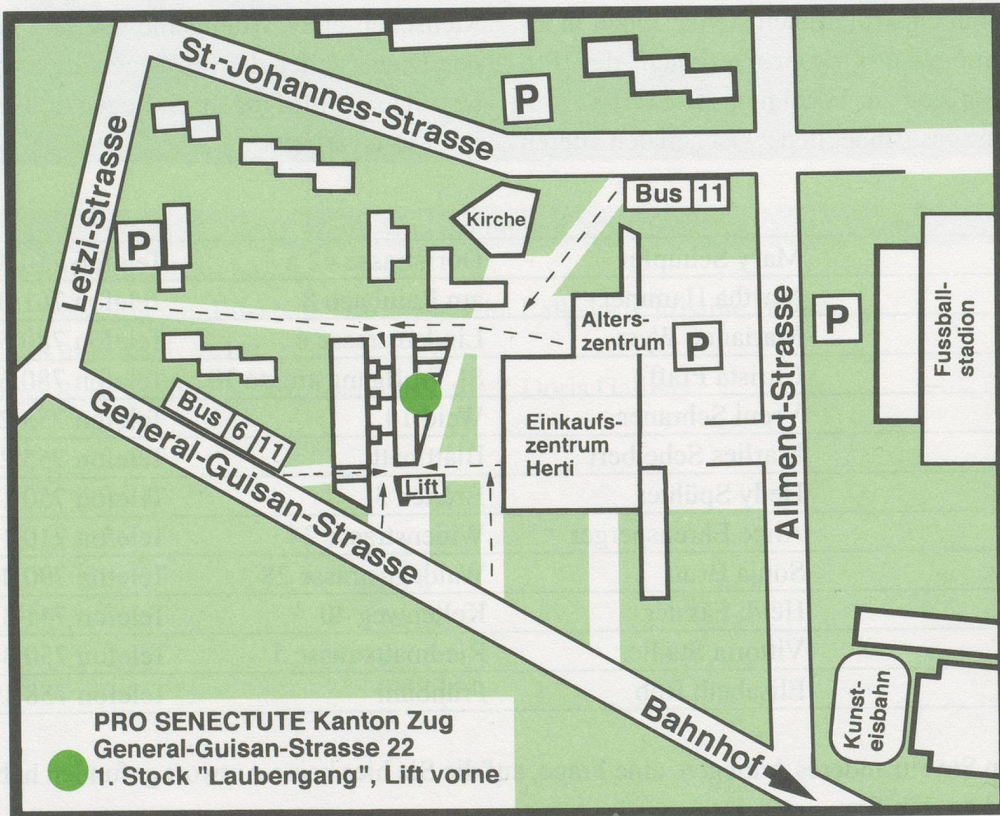 St.-Johannes-Strasse
P
Bus 11
Letzi-Strasse
Kirche
P
Alters-
zentrum
P
P
Fussball-
stadion
Allmend-Strasse
Bus 6 11
Einkaufs-
zentrum
Herti
Lift
General-Guisan-Strasse
Bahnhof
Kunst-
eisbahn
PRO SENECTUTE Kanton Zug
General-Guisan-Strasse 22
1. Stock "Laubengang", Lift vorne